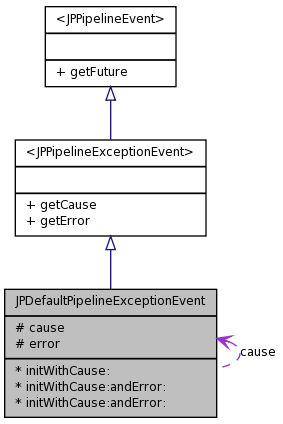 <JPPipelineEvent>
+ getFuture
<JPPipelineExceptionEvent>
+ getCause
+ getError
JPDefaultPipelineExceptionEvent
# cause
# error
cause
* initWithCause:
* initWithCause:andError:
* initWithCause:andError: